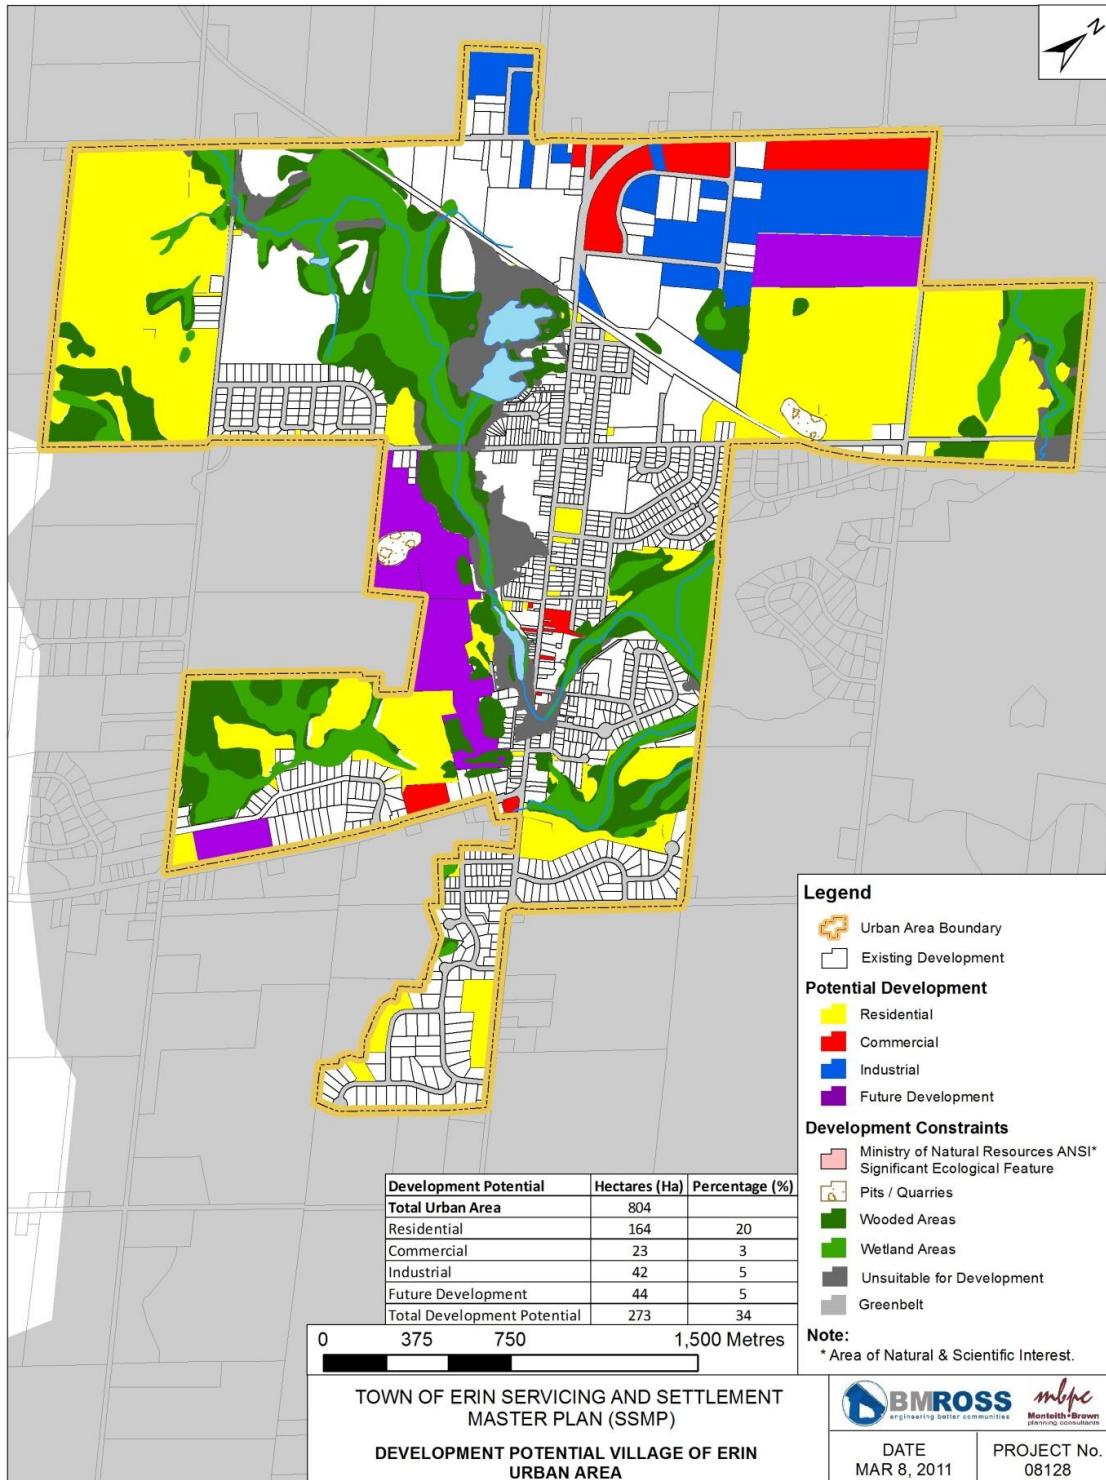 N
Legend
Urban Area Boundary
Existing Development
Potential Development
Residential
Commercial
Industrial
Future Development
Development Constraints
Ministry of Natural Resources ANSI*
Significant Ecological Feature
Pits / Quarries
Wooded Areas
Wetland Areas
Unsuitable for Development
Greenbelt
Note:
* Area of Natural & Scientific Interest.
Development Potential Hectares (Ha) Percentage (%)
Total Urban Area 804
Residential 164 20
Commercial 23 3
Industrial 42 5
Future Development 44 5
Total Development Potential 273 34
0 375 750 1,500 Metres
TOWN OF ERIN SERVICING AND SETTLEMENT
MASTER PLAN (SSMP)
DEVELOPMENT POTENTIAL VILLAGE OF ERIN
URBAN AREA
BMROSS
engineering better communities
mbpc
Monteith•Brown
planning consultants
DATE
MAR 8, 2011
PROJECT No.
08128